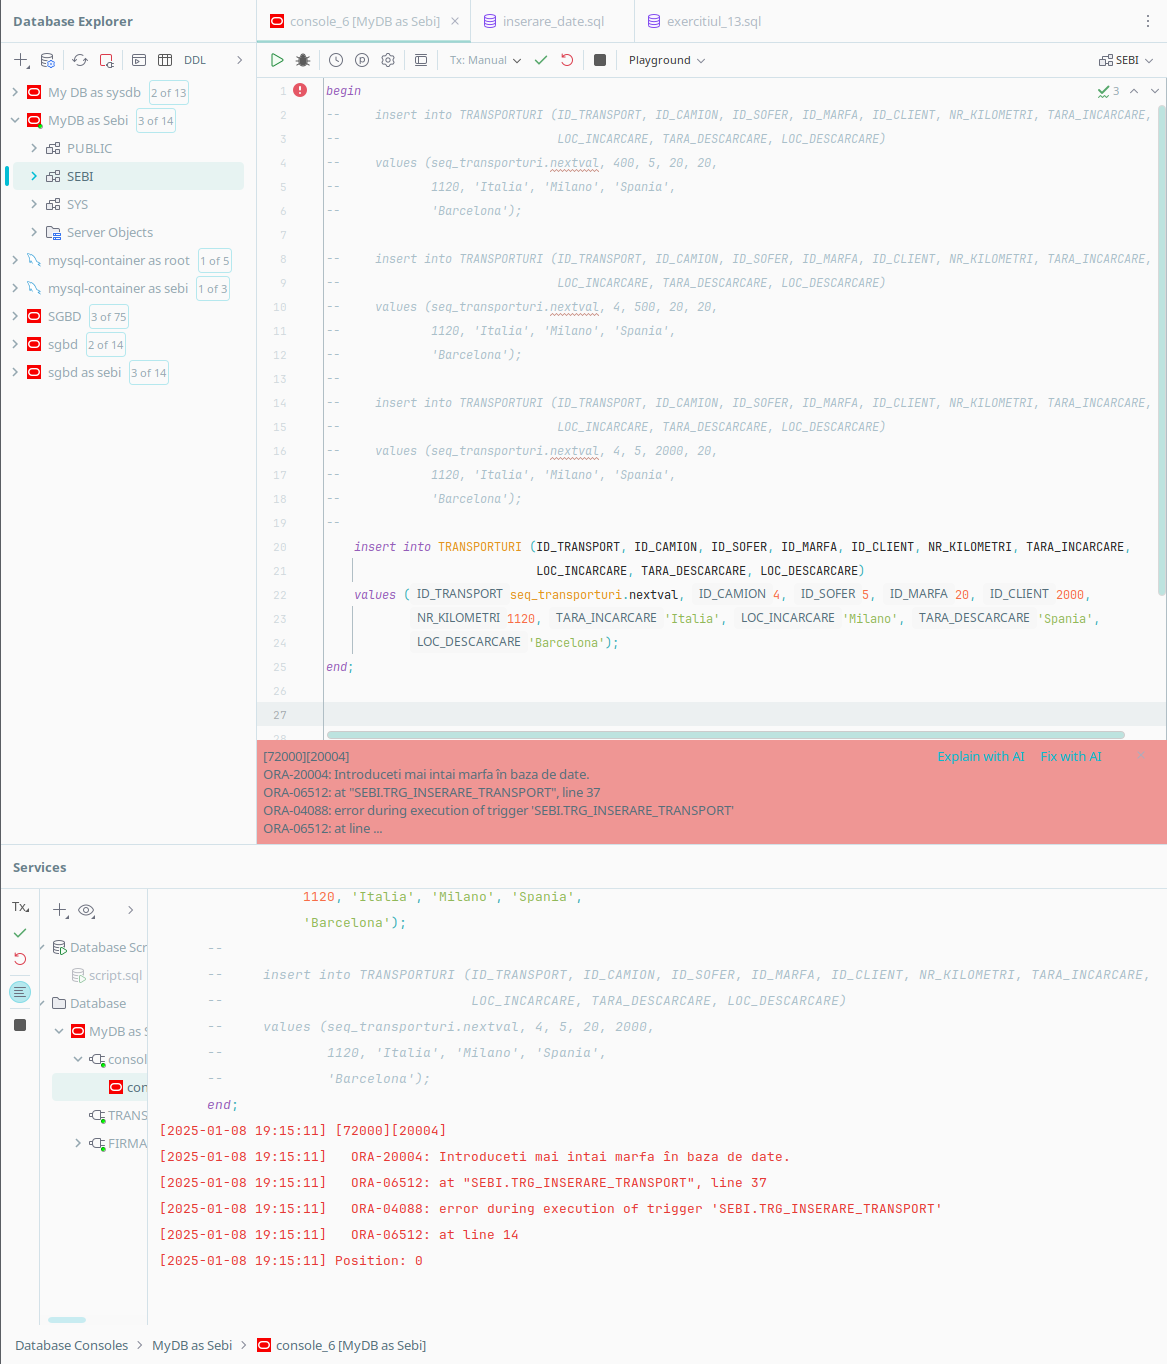 Database Explorer
console_6 [MyDB as Sebi]
inserare_date.sql
exercitiul_13.sql
DDL
Tx: Manual
Playground
SEBI
My DB as sysdb 2 of 13
MyDB as Sebi 3 of 14
PUBLIC
SEBI
SYS
Server Objects
mysql-container as root 1 of 5
mysql-container as sebi 1 of 3
SGBD 3 of 75
sgbd 2 of 14
sgbd as sebi 3 of 14
3
1 begin
2 -- insert into TRANSPORTURI (ID_TRANSPORT, ID_CAMION, ID_SOFER, ID_MARFA, ID_CLIENT, NR_KILOMETRI, TARA_INCARCARE,
3 -- LOC_INCARCARE, TARA_DESCARCARE, LOC_DESCARCARE)
4 -- values (seq_transporturi.nextval, 400, 5, 20, 20,
5 -- 1120, 'Italia', 'Milano', 'Spania',
6 -- 'Barcelona');
7
8 -- insert into TRANSPORTURI (ID_TRANSPORT, ID_CAMION, ID_SOFER, ID_MARFA, ID_CLIENT, NR_KILOMETRI, TARA_INCARCARE,
9 -- LOC_INCARCARE, TARA_DESCARCARE, LOC_DESCARCARE)
10 -- values (seq_transporturi.nextval, 4, 500, 20, 20,
11 -- 1120, 'Italia', 'Milano', 'Spania',
12 -- 'Barcelona');
13 --
14 -- insert into TRANSPORTURI (ID_TRANSPORT, ID_CAMION, ID_SOFER, ID_MARFA, ID_CLIENT, NR_KILOMETRI, TARA_INCARCARE,
15 -- LOC_INCARCARE, TARA_DESCARCARE, LOC_DESCARCARE)
16 -- values (seq_transporturi.nextval, 4, 5, 2000, 20,
17 -- 1120, 'Italia', 'Milano', 'Spania',
18 -- 'Barcelona');
19 --
20 insert into TRANSPORTURI (ID_TRANSPORT, ID_CAMION, ID_SOFER, ID_MARFA, ID_CLIENT, NR_KILOMETRI, TARA_INCARCARE,
21 LOC_INCARCARE, TARA_DESCARCARE, LOC_DESCARCARE)
22 values ( ID_TRANSPORT seq_transporturi.nextval, ID_CAMION 4, ID_SOFER 5, ID_MARFA 20, ID_CLIENT 2000,
23 NR_KILOMETRI 1120, TARA_INCARCARE 'Italia', LOC_INCARCARE 'Milano', TARA_DESCARCARE 'Spania',
24 LOC_DESCARCARE 'Barcelona');
25 end;
26
27
28
[72000][20004]
Explain with AI Fix with AI
ORA-20004: Introduceti mai intai marfa în baza de date.
ORA-06512: at "SEBI.TRG_INSERARE_TRANSPORT", line 37
ORA-04088: error during execution of trigger 'SEBI.TRG_INSERARE_TRANSPORT'
ORA-06512: at line ...
Services
Tx
Database Scr
script.sql
Database
MyDB as S
consol
con
TRANS
FIRMA
1120, 'Italia', 'Milano', 'Spania',
'Barcelona');
--
-- insert into TRANSPORTURI (ID_TRANSPORT, ID_CAMION, ID_SOFER, ID_MARFA, ID_CLIENT, NR_KILOMETRI, TARA_INCARCARE,
-- LOC_INCARCARE, TARA_DESCARCARE, LOC_DESCARCARE)
-- values (seq_transporturi.nextval, 4, 5, 20, 2000,
-- 1120, 'Italia', 'Milano', 'Spania',
-- 'Barcelona');
end;
[2025-01-08 19:15:11] [72000][20004]
[2025-01-08 19:15:11] ORA-20004: Introduceti mai intai marfa în baza de date.
[2025-01-08 19:15:11] ORA-06512: at "SEBI.TRG_INSERARE_TRANSPORT", line 37
[2025-01-08 19:15:11] ORA-04088: error during execution of trigger 'SEBI.TRG_INSERARE_TRANSPORT'
[2025-01-08 19:15:11] ORA-06512: at line 14
[2025-01-08 19:15:11] Position: 0
Database Consoles > MyDB as Sebi > console_6 [MyDB as Sebi]